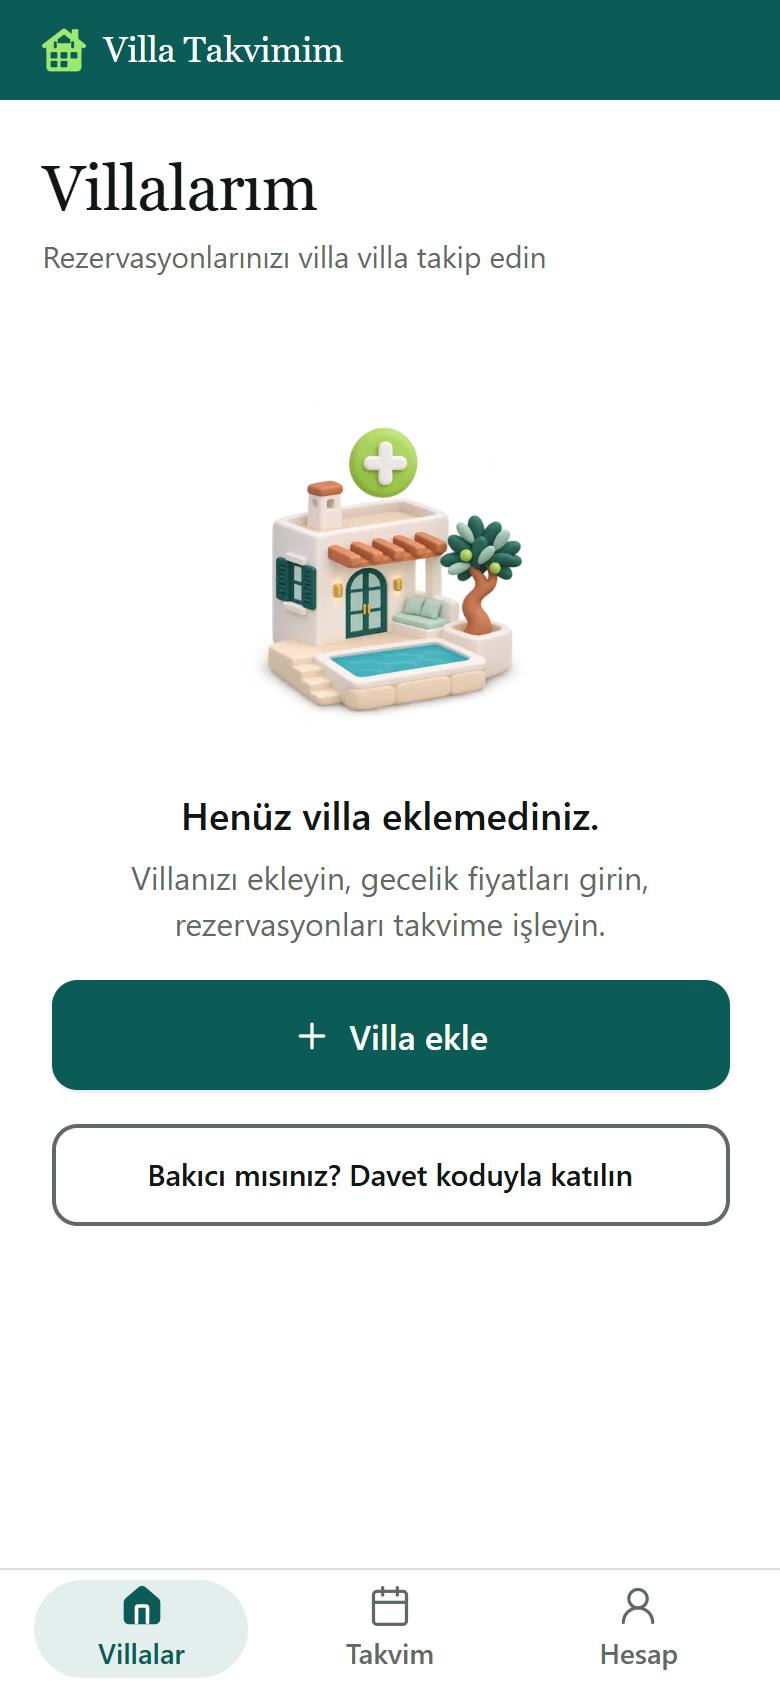 Villa Takvimim
Villalarım
Rezervasyonlarınızı villa villa takip edin
Henüz villa eklemediniz.
Villanızı ekleyin, gecelik fiyatları girin,
rezervasyonları takvime işleyin.
+ Villa ekle
Bakıcı mısınız? Davet koduyla katılın
Villalar
Takvim
Hesap